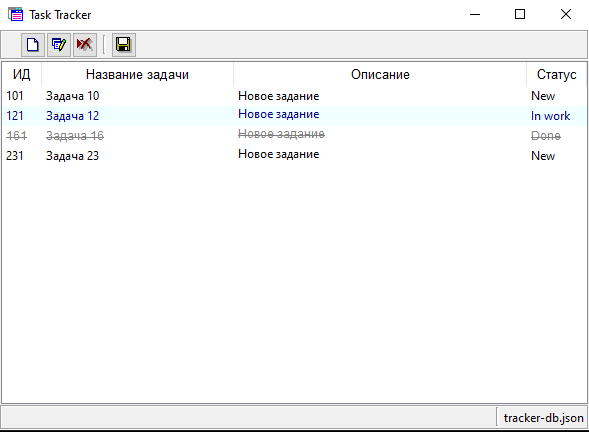 Task Tracker
ИД Название задачи Описание Статус
101 Задача 10 Новое задание New
121 Задача 12 Новое задание In work
161 Задача 16 Новое задание Done
231 Задача 23 Новое задание New
tracker-db.json